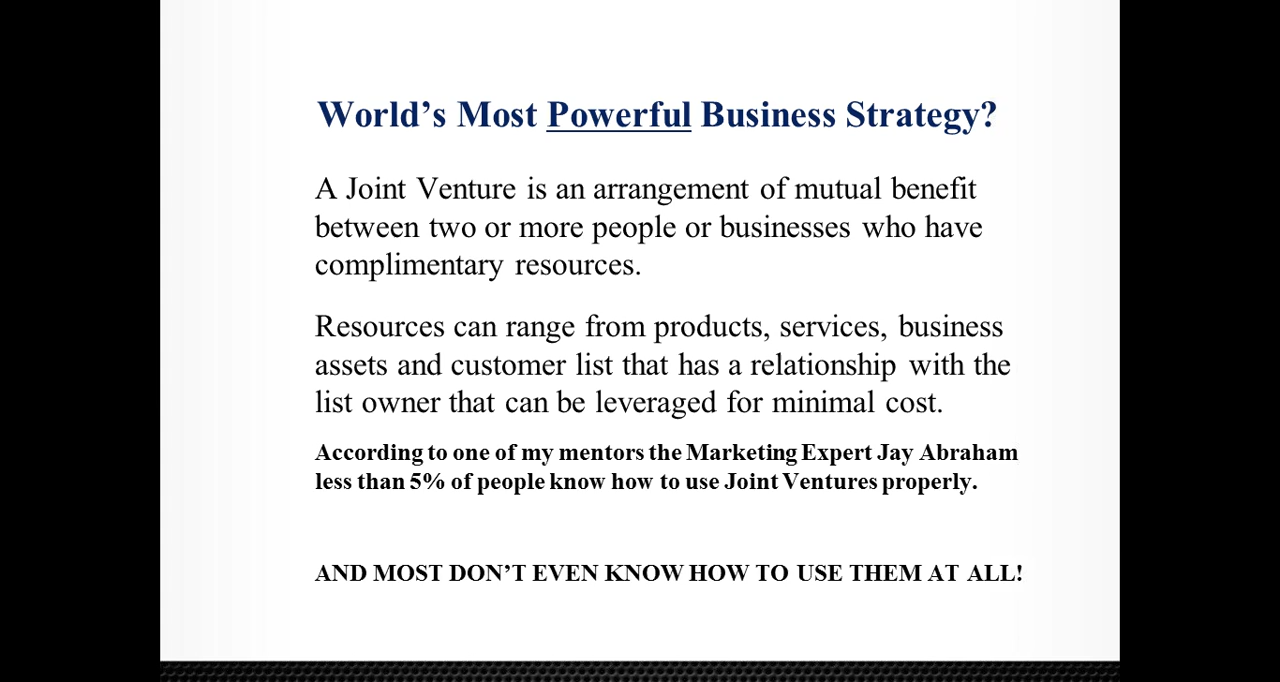 World’s Most Powerful Business Strategy?
A Joint Venture is an arrangement of mutual benefit
between two or more people or businesses who have
complimentary resources.
Resources can range from products, services, business
assets and customer list that has a relationship with the
list owner that can be leveraged for minimal cost.
According to one of my mentors the Marketing Expert Jay Abraham
less than 5% of people know how to use Joint Ventures properly.
AND MOST DON’T EVEN KNOW HOW TO USE THEM AT ALL!